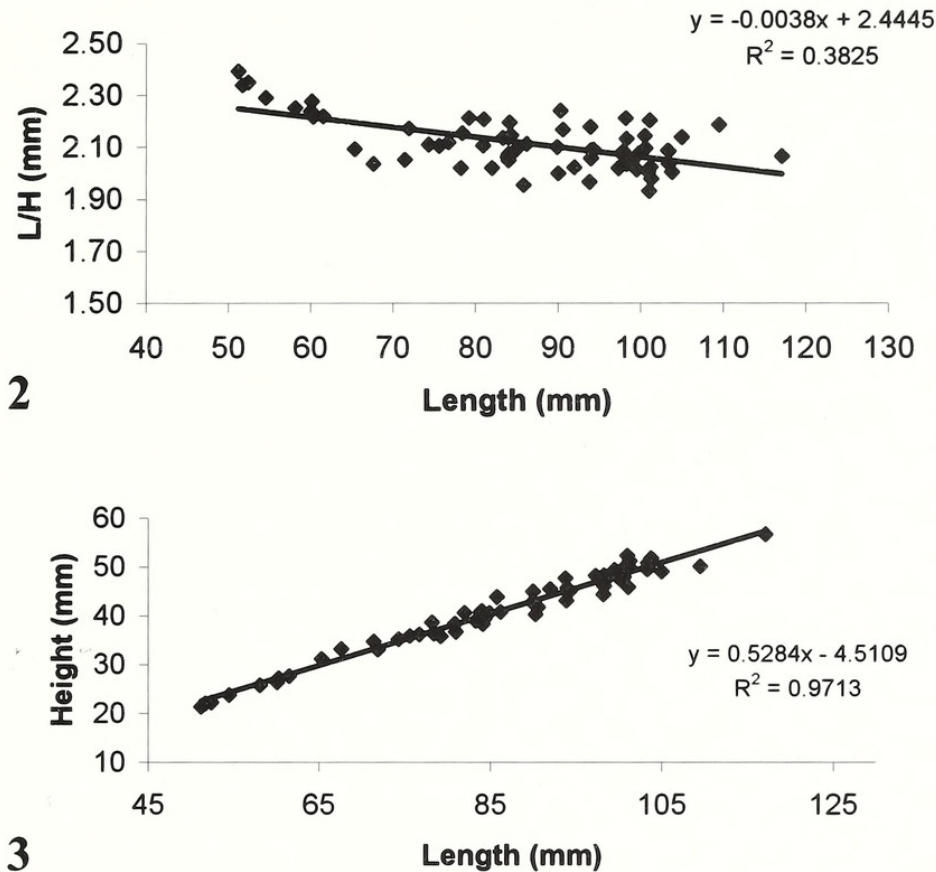 y = -0.0038x + 2.4445
R² = 0.3825
2.50
2.30
2.10
1.90
1.70
1.50
L/H (mm)
40 50 60 70 80 90 100 110 120 130
Length (mm)
2
60
50
40
30
20
10
Height (mm)
y = 0.5284x - 4.5109
R² = 0.9713
45 65 85 105 125
Length (mm)
3